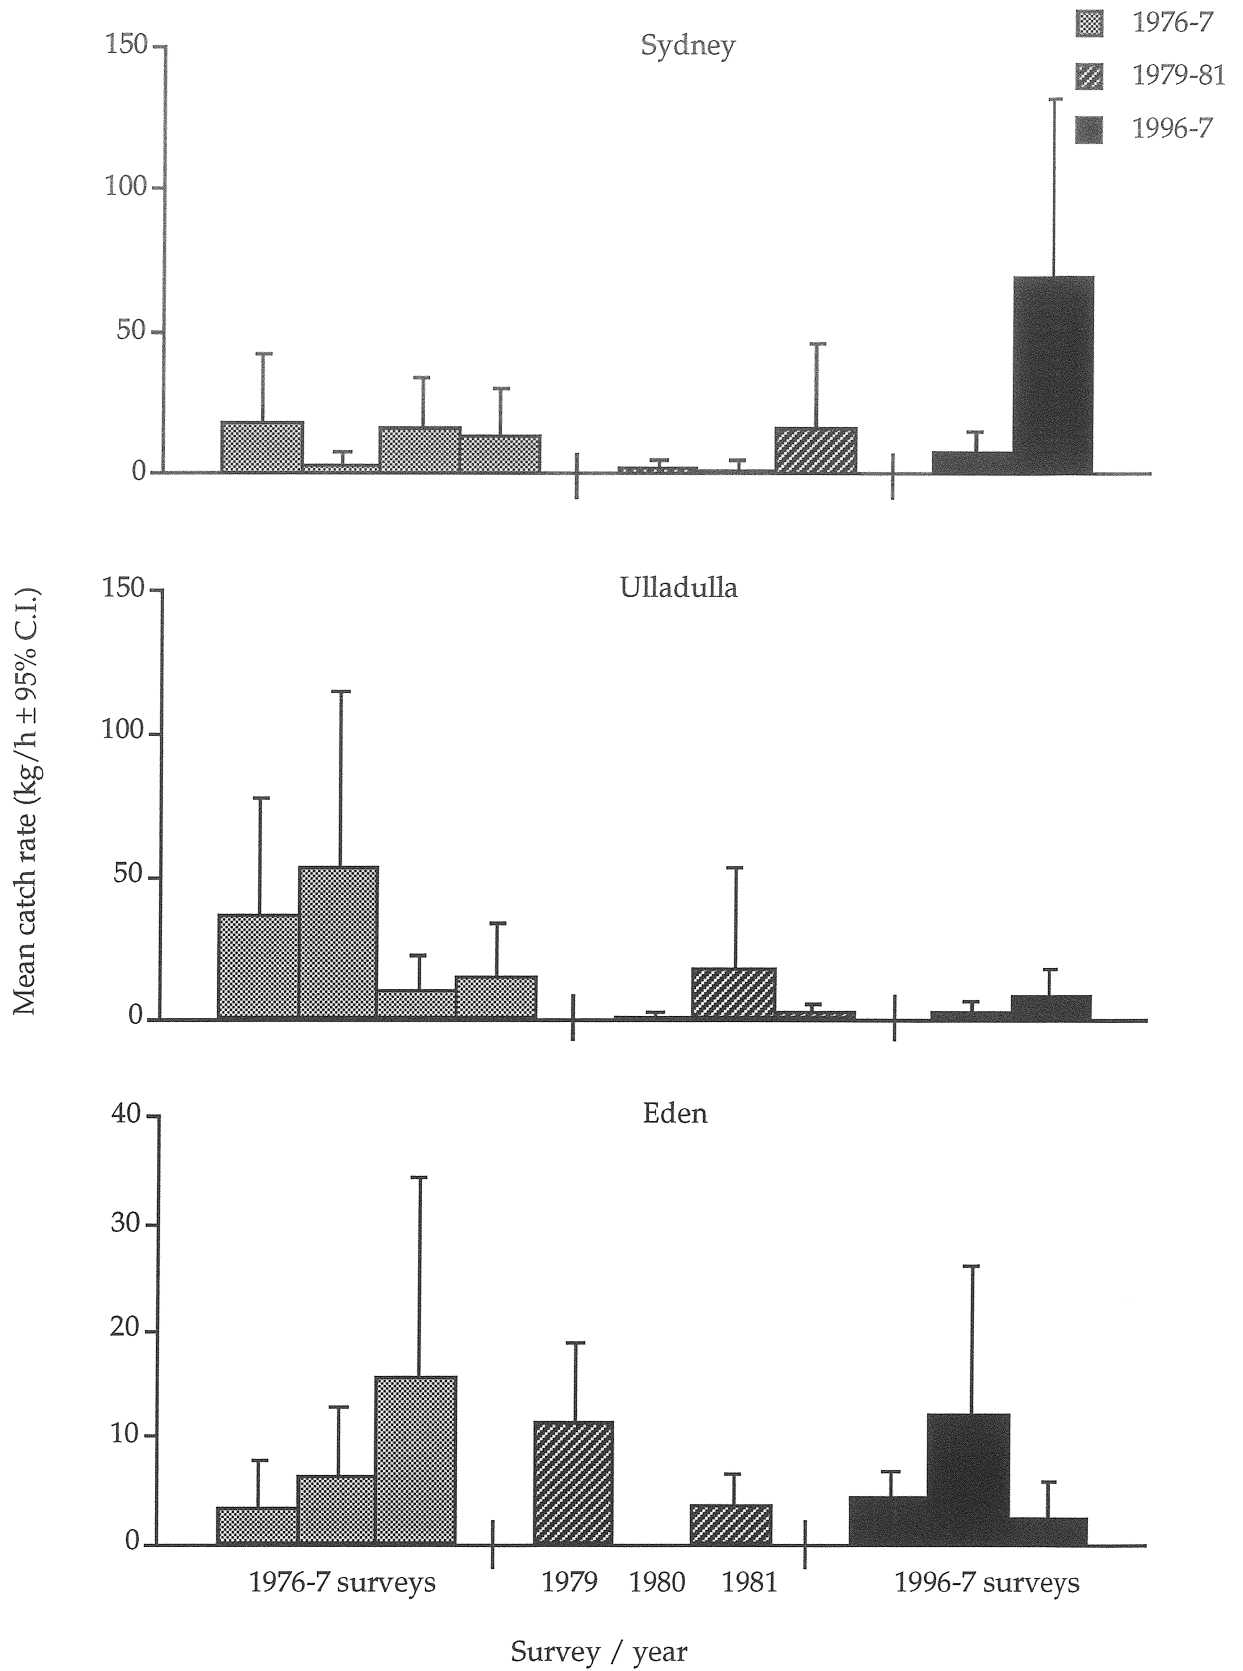 Sydney
1976-7
1979-81
1996-7
150
100
50
0
Ulladulla
150
100
50
0
Mean catch rate (kg/h ± 95% C.I.)
Eden
40
30
20
10
0
1976-7 surveys 1979 1980 1981 1996-7 surveys
Survey / year